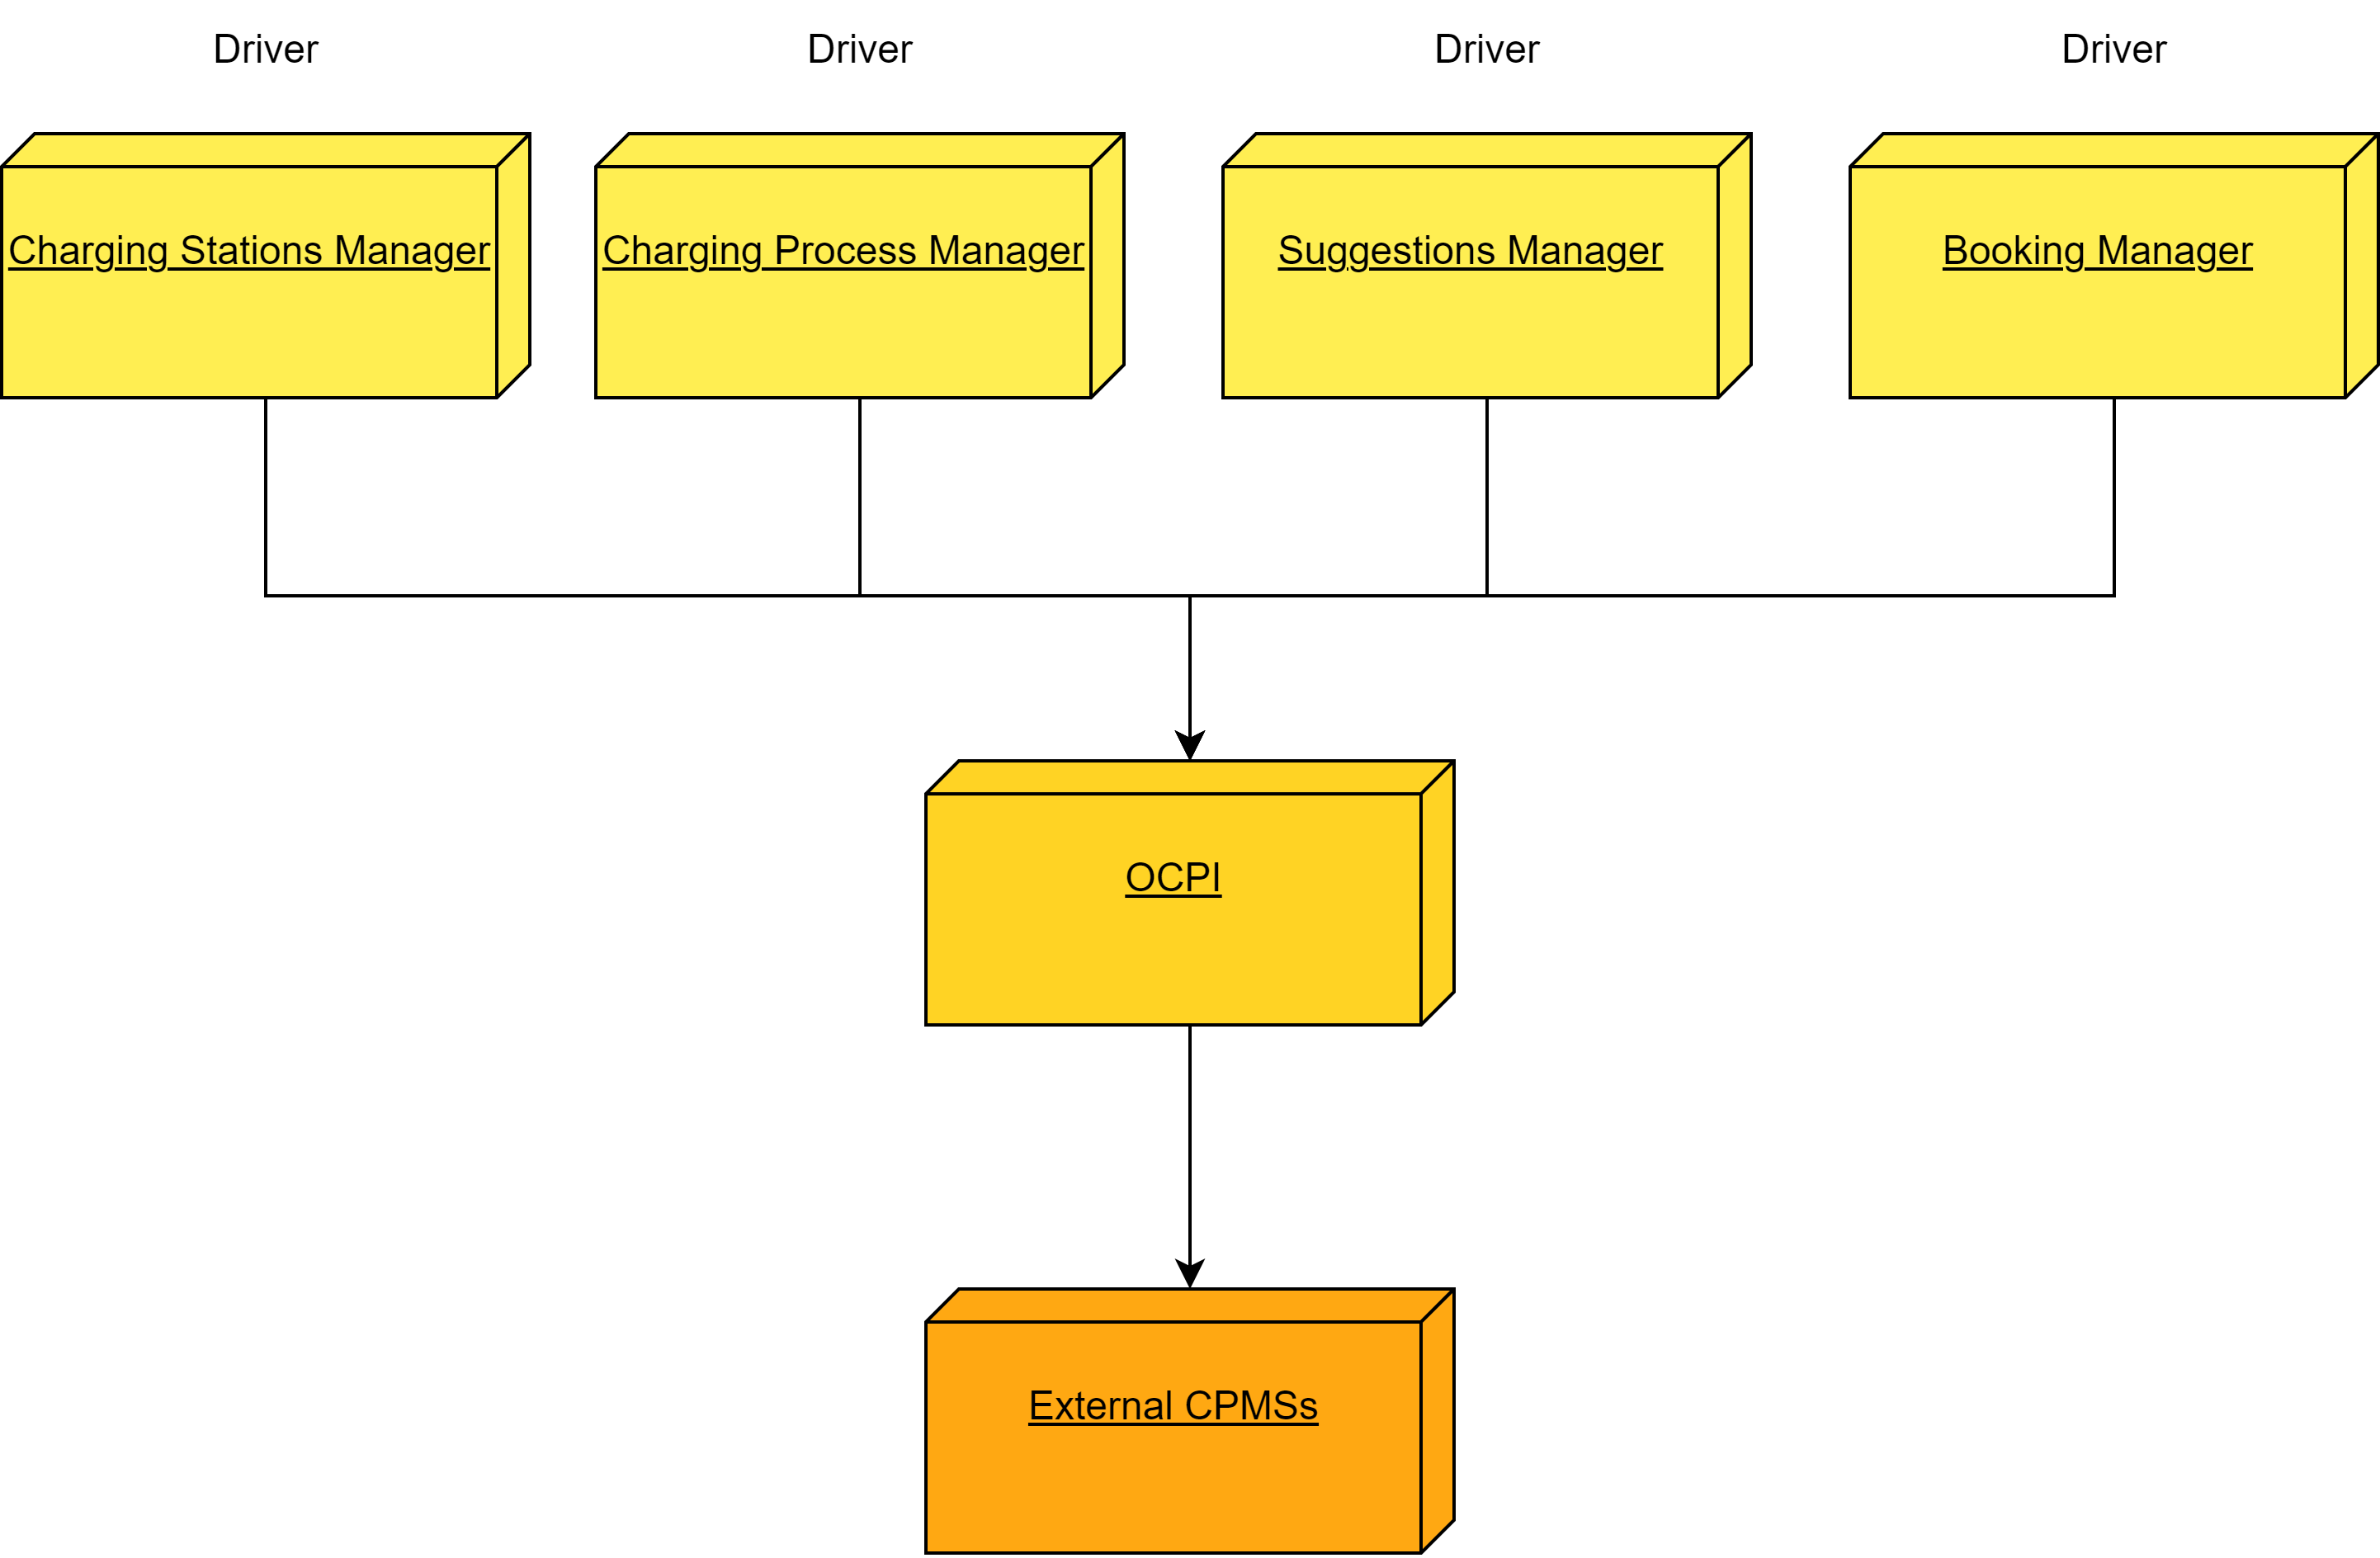 Driver
Driver
Driver
Driver
Charging Stations Manager
Charging Process Manager
Suggestions Manager
Booking Manager
OCPI
External CPMSs